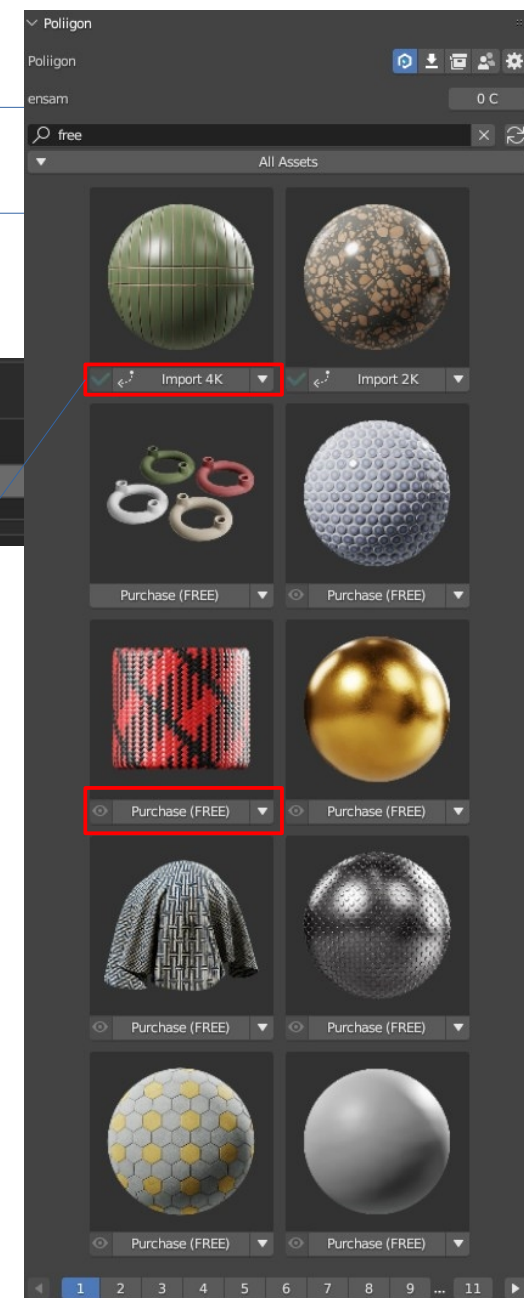 Poliigon
Poliigon
ensam 0 C
free
All Assets
Import 4K Import 2K
Purchase (FREE) Purchase (FREE)
Purchase (FREE) Purchase (FREE)
Purchase (FREE) Purchase (FREE)
Purchase (FREE) Purchase (FREE)
1 2 3 4 5 6 7 8 9 ... 11